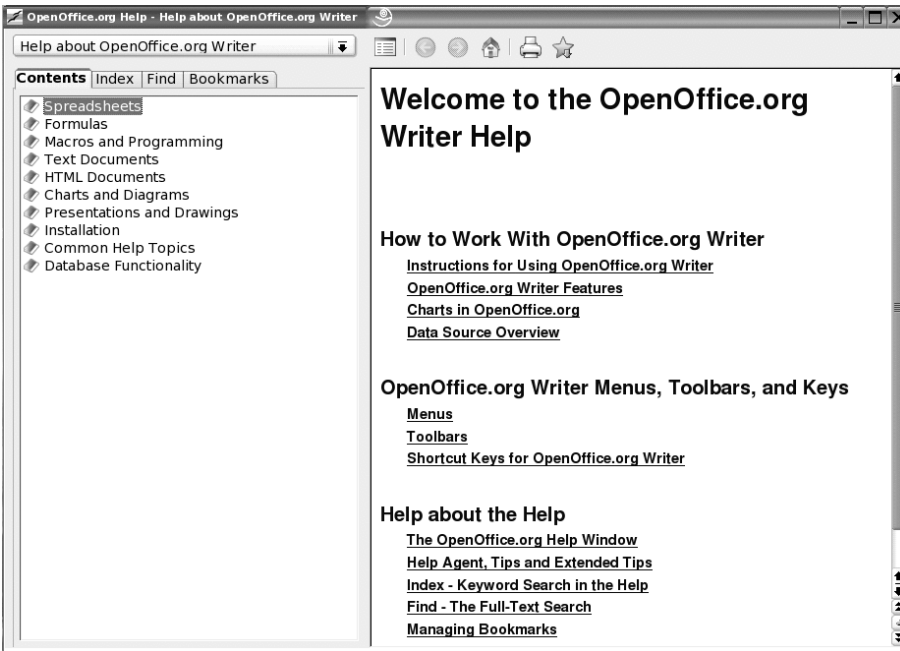 OpenOffice.org Help - Help about OpenOffice.org Writer
Help about OpenOffice.org Writer
Contents Index Find Bookmarks
Spreadsheets
Formulas
Macros and Programming
Text Documents
HTML Documents
Charts and Diagrams
Presentations and Drawings
Installation
Common Help Topics
Database Functionality
Welcome to the OpenOffice.org
Writer Help
How to Work With OpenOffice.org Writer
Instructions for Using OpenOffice.org Writer
OpenOffice.org Writer Features
Charts in OpenOffice.org
Data Source Overview
OpenOffice.org Writer Menus, Toolbars, and Keys
Menus
Toolbars
Shortcut Keys for OpenOffice.org Writer
Help about the Help
The OpenOffice.org Help Window
Help Agent, Tips and Extended Tips
Index - Keyword Search in the Help
Find - The Full-Text Search
Managing Bookmarks